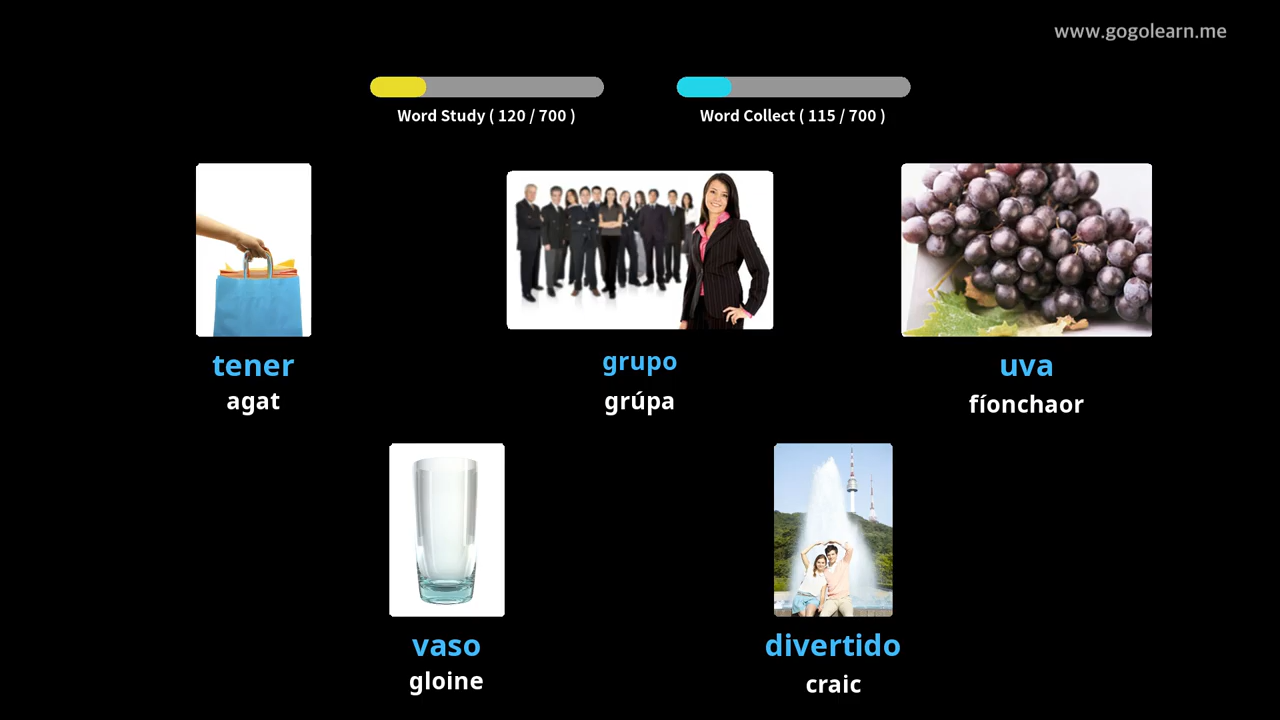 www.gogolearn.me
Word Study ( 120 / 700 )
Word Collect ( 115 / 700 )
tener
agat
grupo
grúpa
uva
fíonchaor
vaso
gloine
divertido
craic